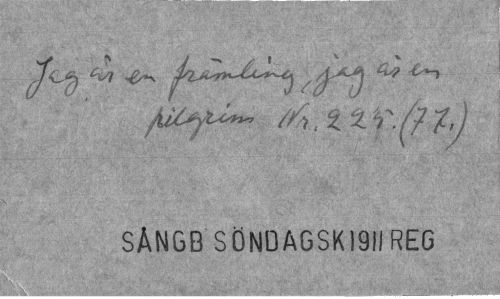 Jag är en främling, jag är en
pilgrim Nr. 225. (77.)
SÅNGB SÖNDAGSK 1911 REG